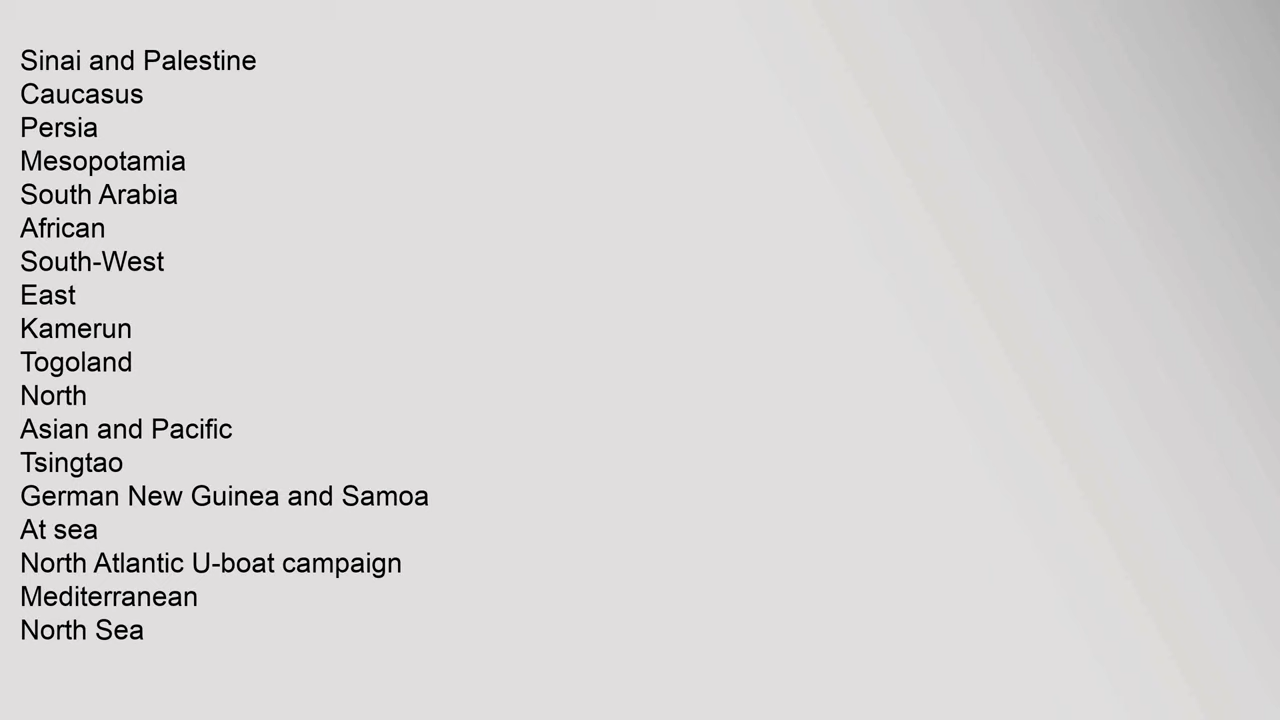 Sinai and Palestine
Caucasus
Persia
Mesopotamia
South Arabia
African
South-West
East
Kamerun
Togoland
North
Asian and Pacific
Tsingtao
German New Guinea and Samoa
At sea
North Atlantic U-boat campaign
Mediterranean
North Sea